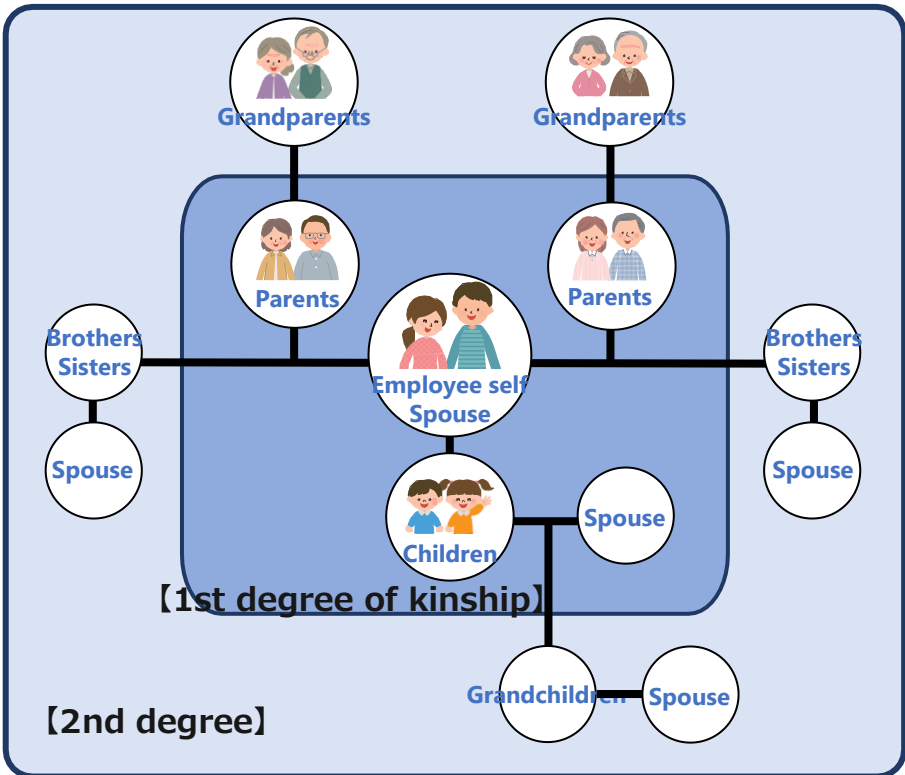 Grandparents
Grandparents
Parents
Parents
Brothers
Sisters
Employee self
Spouse
Brothers
Sisters
Spouse
Spouse
Children
Spouse
【1st degree of kinship】
Grandchildren
Spouse
【2nd degree】